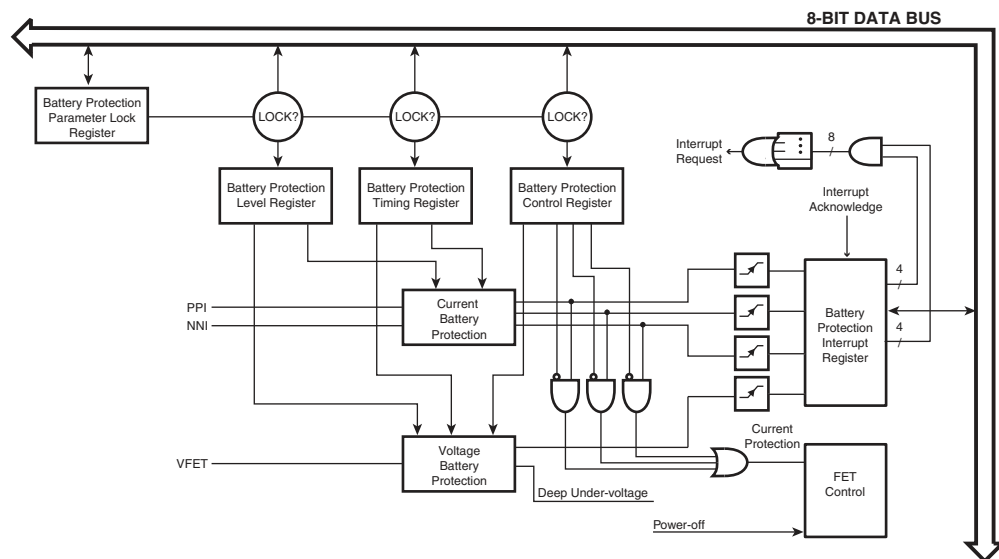 8-BIT DATA BUS
Battery Protection
Parameter Lock
Register
LOCK?
LOCK?
LOCK?
8
Interrupt
Request
Battery Protection
Level Register
Battery Protection
Timing Register
Battery Protection
Control Register
Interrupt
Acknowledge
4
PPI
NNI
Current
Battery
Protection
Battery
Protection
Interrupt
Register
4
Current
Protection
VFET
Voltage
Battery
Protection
FET
Control
Deep Under-voltage
Power-off